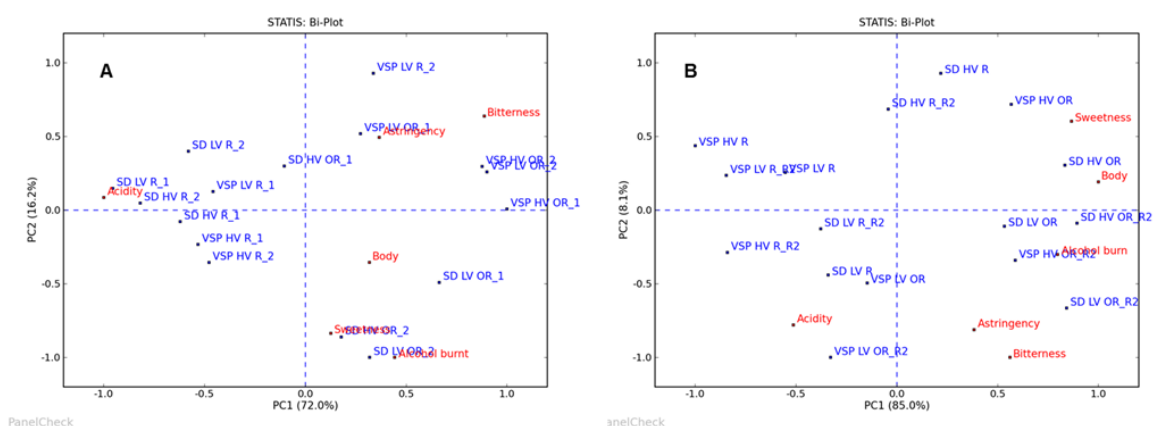 STATIS: Bi-Plot
A
1.0
0.5
0.0
-0.5
-1.0
PC2 (16.2%)
VSP LV R_2
Bitterness
VSP LV OR_1
Astringency
SD LV R_2
SD HV OR_1
VSP HV OR_2
VSP LV OR_2
SD LV R_1
Acidity
SD HV R_2
VSP LV R_1
VSP HV OR_1
SD HV R_1
VSP HV R_1
VSP HV R_2
Body
SD LV OR_1
Sweetness
SD HV OR_2
SD LV OR_2
Alcohol burnt
-1.0 -0.5 0.0 0.5 1.0
PC1 (72.0%)
PanelCheck
STATIS: Bi-Plot
B
1.0
0.5
0.0
-0.5
-1.0
PC2 (8.1%)
SD HV R
SD HV R_R2
VSP HV OR
Sweetness
VSP HV R
SD HV OR
VSP LV R_R2
VSP LV R
Body
SD LV R_R2
SD LV OR
SD HV OR_R2
VSP HV R_R2
Alcohol burn
VSP HV OR_R2
SD LV R
VSP LV OR
SD LV OR_R2
Acidity
Astringency
VSP LV OR_R2
Bitterness
-1.0 -0.5 0.0 0.5 1.0
PC1 (85.0%)
anelCheck